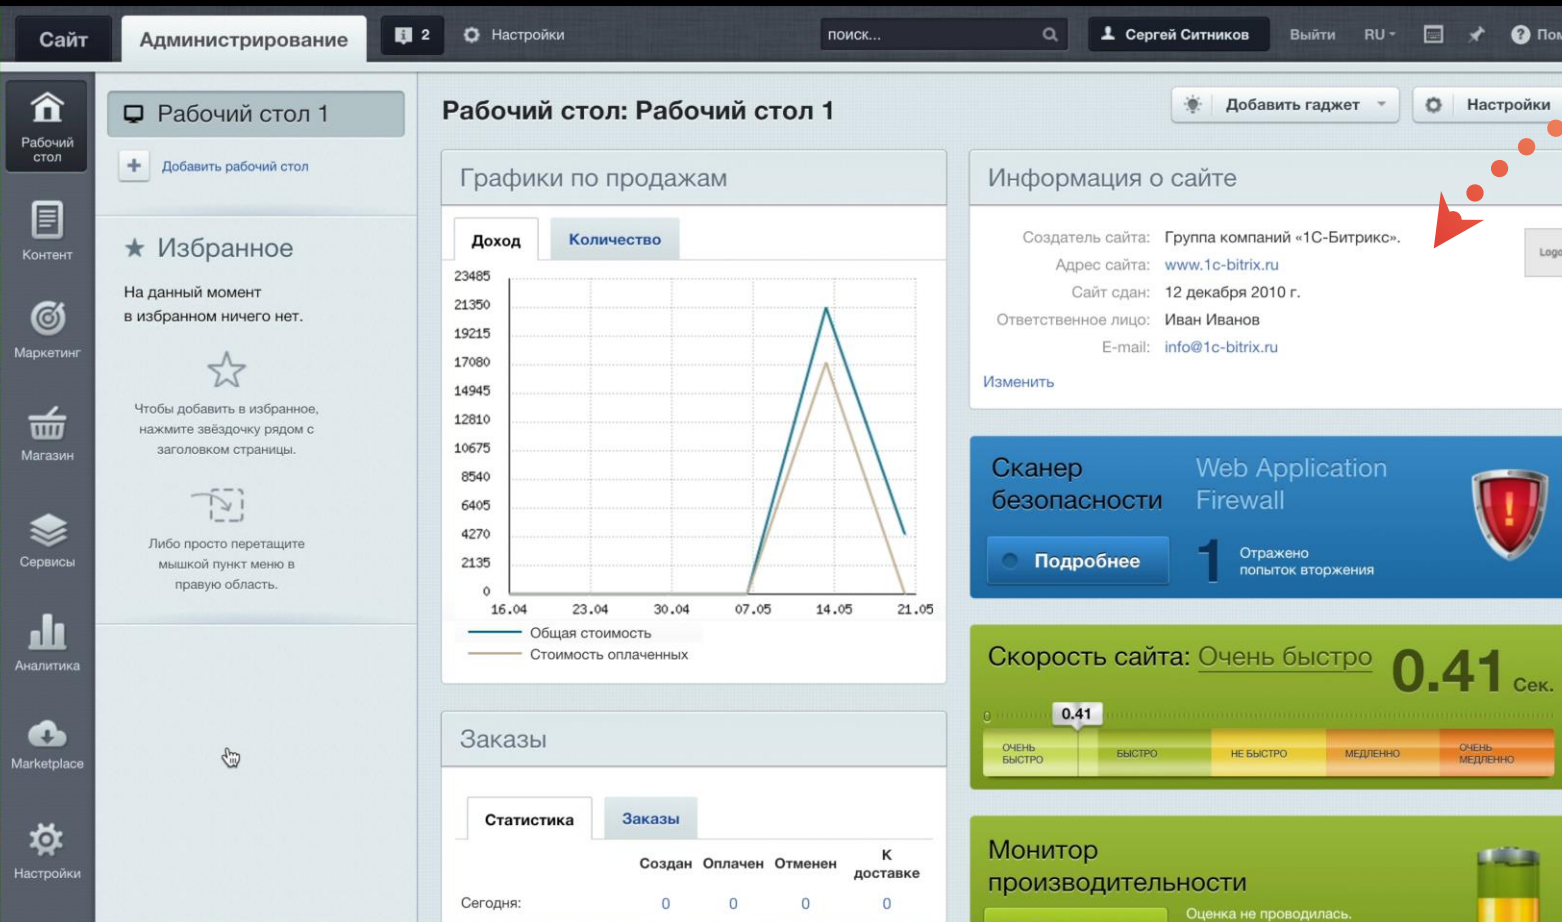 Сайт
Администрирование
2
Настройки
поиск...
Сергей Ситников
Выйти
RU
Рабочий
стол
Контент
Маркетинг
Магазин
Сервисы
Аналитика
Marketplace
Настройки
Рабочий стол 1
Добавить рабочий стол
Избранное
На данный момент
в избранном ничего нет.
Чтобы добавить в избранное,
нажмите звёздочку рядом с
заголовком страницы.
Либо просто перетащите
мышкой пункт меню в
правую область.
Рабочий стол: Рабочий стол 1
Добавить гаджет
Настройки
Графики по продажам
Доход
Количество
23485
21350
19215
17080
14945
12810
10675
8540
6405
4270
2135
0
16.04 23.04 30.04 07.05 14.05 21.05
Общая стоимость
Стоимость оплаченных
Заказы
Статистика
Заказы
Создан Оплачен Отменен К доставке
Сегодня: 0 0 0 0
Информация о сайте
Создатель сайта: Группа компаний «1С-Битрикс».
Адрес сайта: www.1c-bitrix.ru
Сайт сдан: 12 декабря 2010 г.
Ответственное лицо: Иван Иванов
E-mail: info@1c-bitrix.ru
Изменить
Logo
Сканер
безопасности
Подробнее
Web Application
Firewall
1
Отражено
попыток вторжения
Скорость сайта: Очень быстро 0.41 Сек.
0
0.41
ОЧЕНЬ
БЫСТРО
БЫСТРО
НЕ БЫСТРО
МЕДЛЕННО
ОЧЕНЬ
МЕДЛЕННО
Монитор
производительности
Оценка не проводилась.